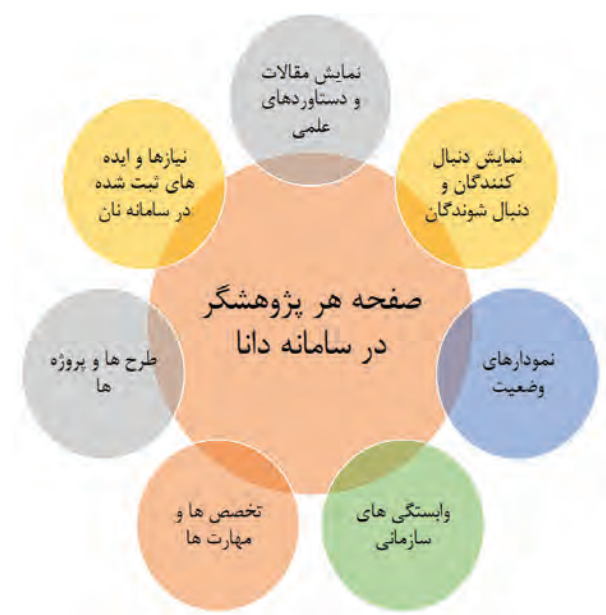 نمایش مقالات
و دستاوردهای
علمی
نمایش دنبال
کنندگان و
دنبال شوندگان
نمودارهای
وضعیت
وابستگی های
سازمانی
تخصص ها و
مهارت ها
طرح ها و پروژه
ها
نیازها و ایده
های ثبت شده
در سامانه نان
صفحه هر پژوهشگر
در سامانه دانا